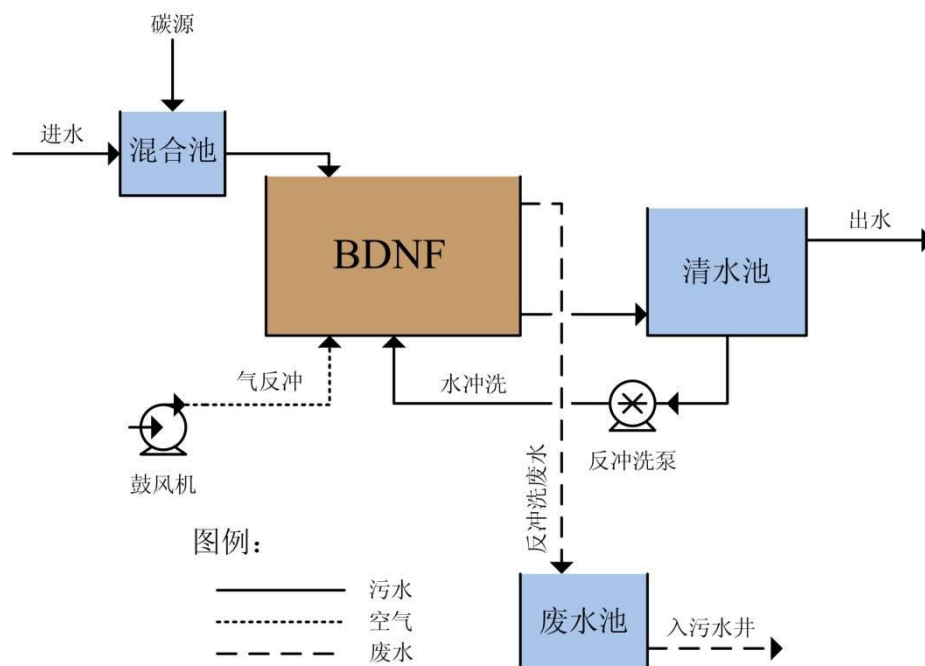 碳源
进水
混合池
BDNF
清水池
出水
气反冲
水冲洗
鼓风机
反冲洗泵
反冲洗废水
图例：
污水
空气
废水
废水池
入污水井